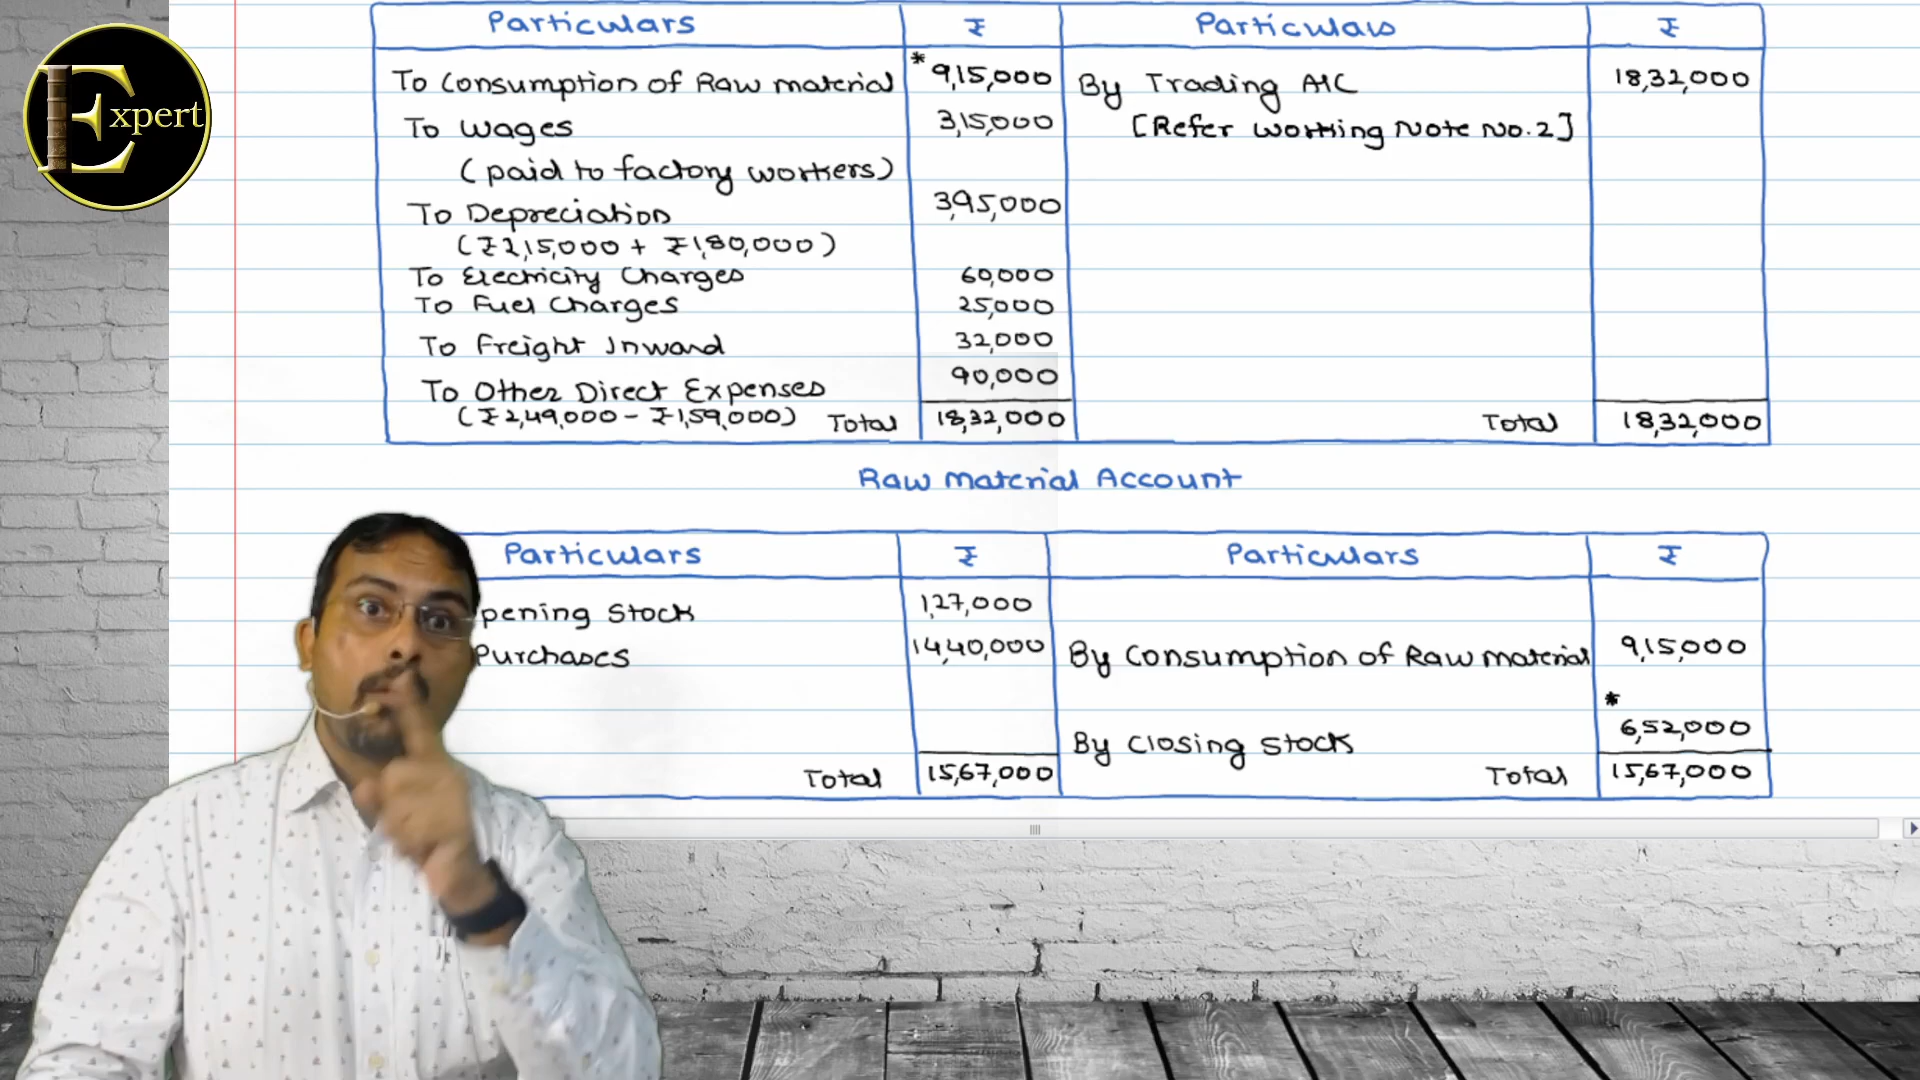 Expert
Particulars ₹ Particulars ₹
To Consumption of Raw material *9,15,000 By Trading A/C 18,32,000
To Wages 3,15,000 [Refer Working Note No.2]
(paid to factory workers)
To Depreciation 3,95,000
(₹2,15,000 + ₹1,80,000)
To Electricity Charges 60,000
To Fuel Charges 25,000
To Freight Inward 32,000
To Other Direct Expenses 90,000
(₹2,49,000 - ₹1,59,000) Total 18,32,000 Total 18,32,000
Raw Material Account
Particulars ₹ Particulars ₹
pening Stock 1,27,000
Purchases 14,40,000 By Consumption of Raw material 9,15,000
By Closing Stock *6,52,000
Total 15,67,000 Total 15,67,000